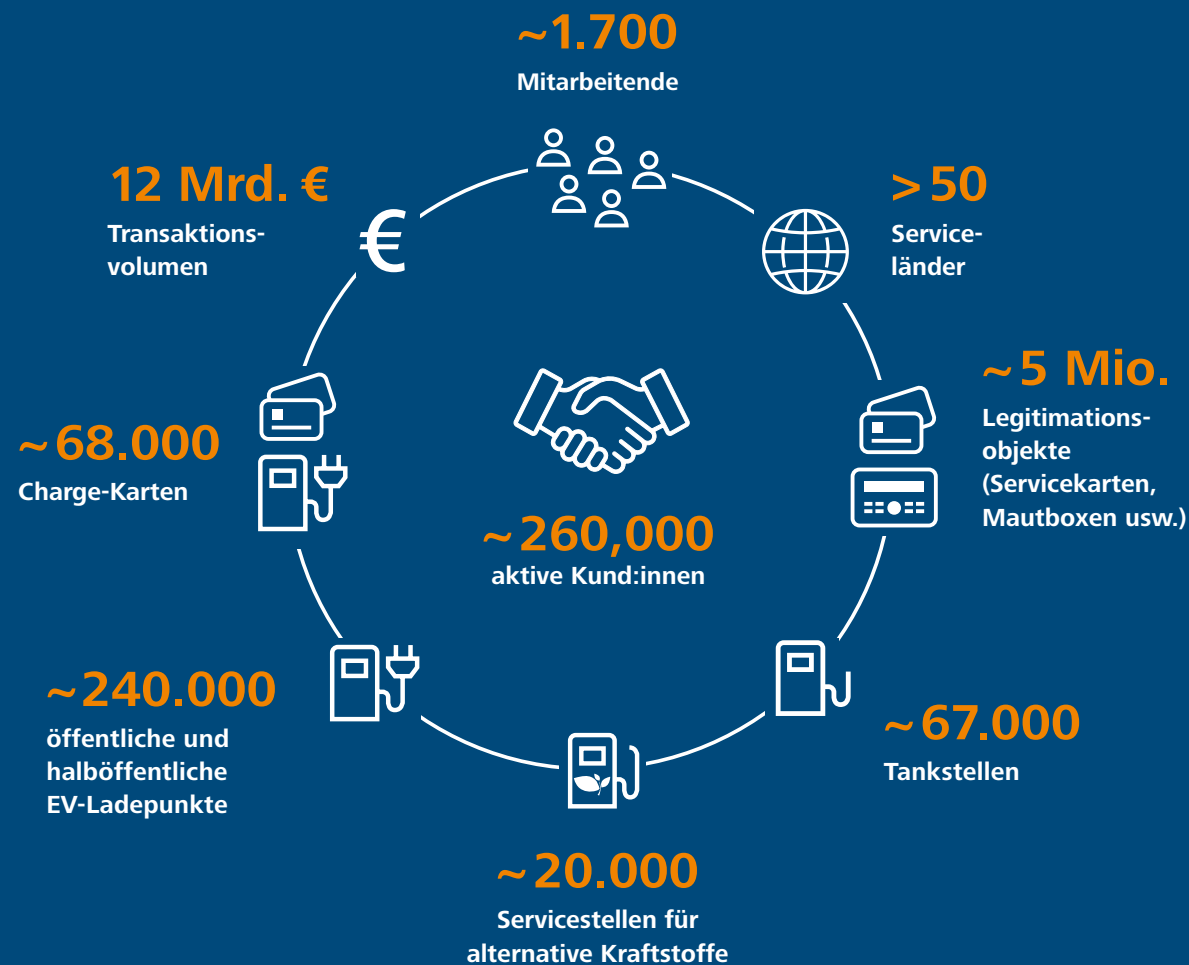 ~1.700
Mitarbeitende
12 Mrd. €
Transaktions-
volumen
€
>50
Service-
länder
~5 Mio.
Legitimations-
objekte
(Servicekarten,
Mautboxen usw.)
~68.000
Charge-Karten
~260,000
aktive Kund:innen
~240.000
öffentliche und
halböffentliche
EV-Ladepunkte
~67.000
Tankstellen
~20.000
Servicestellen für
alternative Kraftstoffe